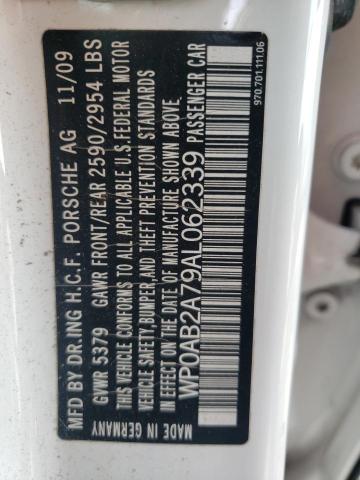 MFD BY DR.ING H.C.F. PORSCHE AG 11/09
GVWR 5379 GAWR FRONT/REAR 2590/2954 LBS
THIS VEHICLE CONFORMS TO ALL APPLICABLE U.S.FEDERAL MOTOR
VEHICLE SAFETY,BUMPER AND THEFT PREVENTION STANDARDS
IN EFFECT ON THE DATE OF MANUFACTURE SHOWN ABOVE
WP0AB2A79AL062339 PASSENGER CAR
MADE IN GERMANY
970.701.111.06